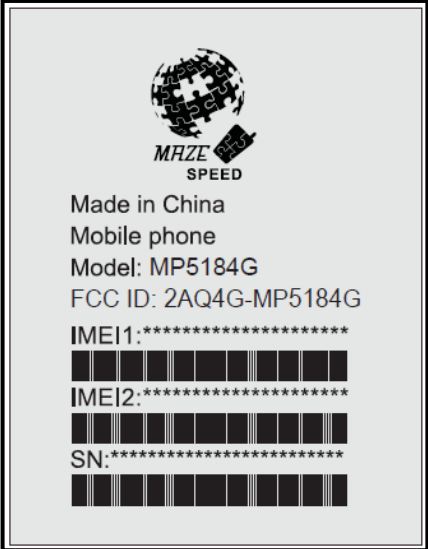 MAZE
SPEED
Made in China
Mobile phone
Model: MP5184G
FCC ID: 2AQ4G-MP5184G
IMEI1:*********************
IMEI2:*********************
SN:************************